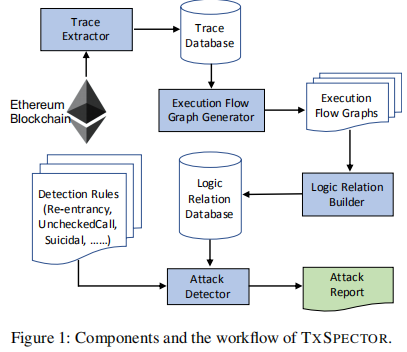 Trace
Extractor
Trace
Database
Ethereum
Blockchain
Execution Flow
Graph Generator
Execution
Flow Graphs
Detection Rules
(Re-entrancy,
UncheckedCall,
Suicidal, ......)
Logic
Relation
Database
Logic Relation
Builder
Attack
Detector
Attack
Report
Figure 1: Components and the workflow of TXSPECTOR.